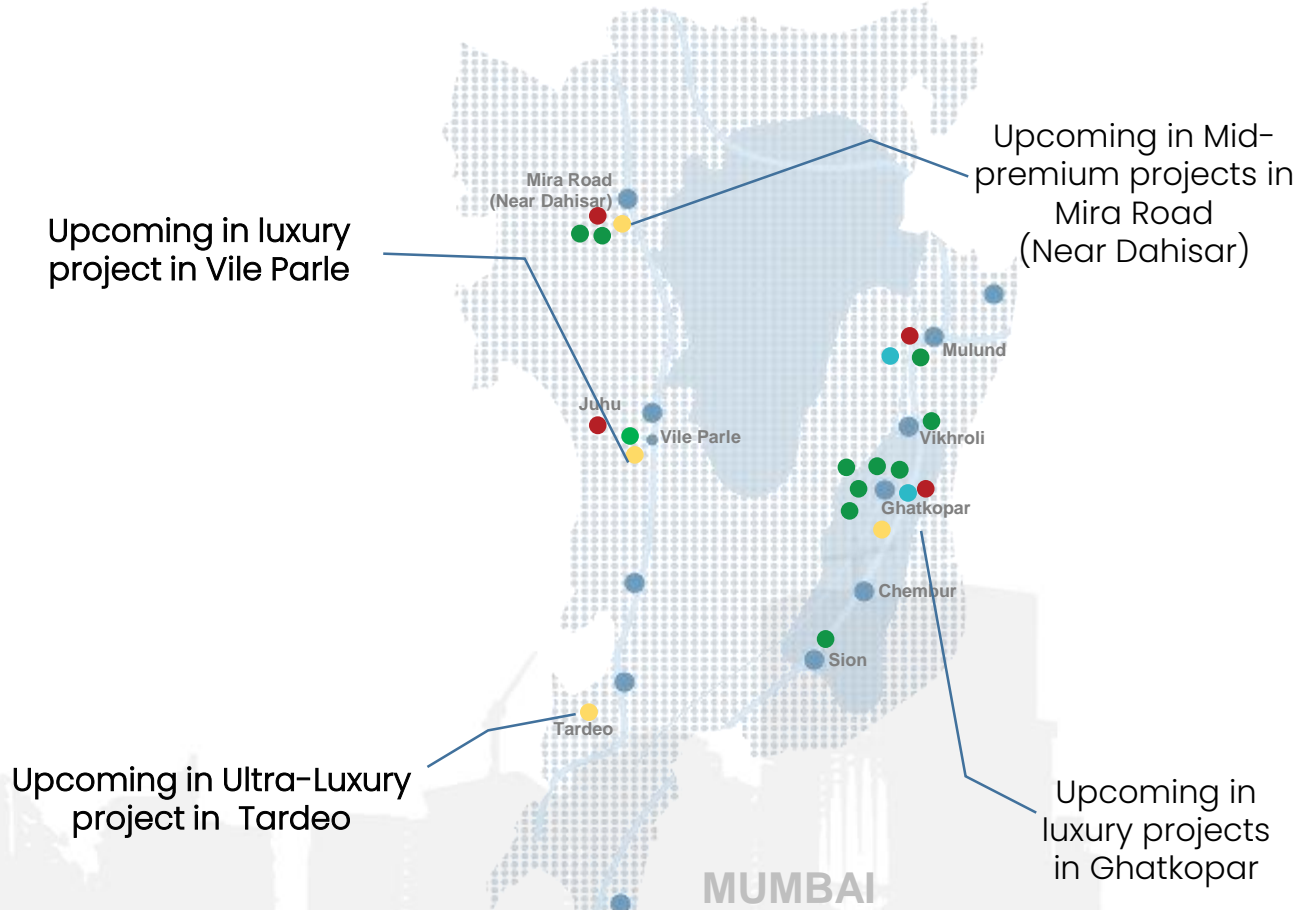 Upcoming in Mid-
premium projects in
Mira Road
(Near Dahisar)
Mira Road
(Near Dahisar)
Upcoming in luxury
project in Vile Parle
Mulund
Juhu
Vile Parle
Vikhroli
Ghatkopar
Chembur
Sion
Tardeo
Upcoming in Ultra-Luxury
project in Tardeo
Upcoming in
luxury projects
in Ghatkopar
MUMBAI